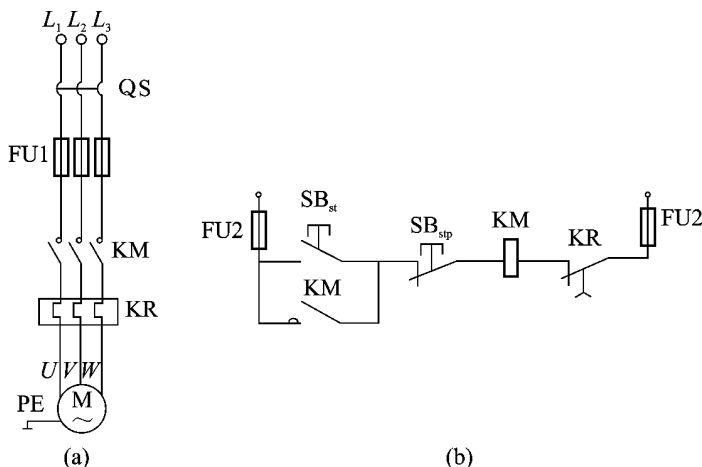 L₁ L₂ L₃
QS
FU1
KM
KR
U V W
PE
M
~
(a)
FU2
SBst
SBstp
KM
KR
FU2
KM
(b)